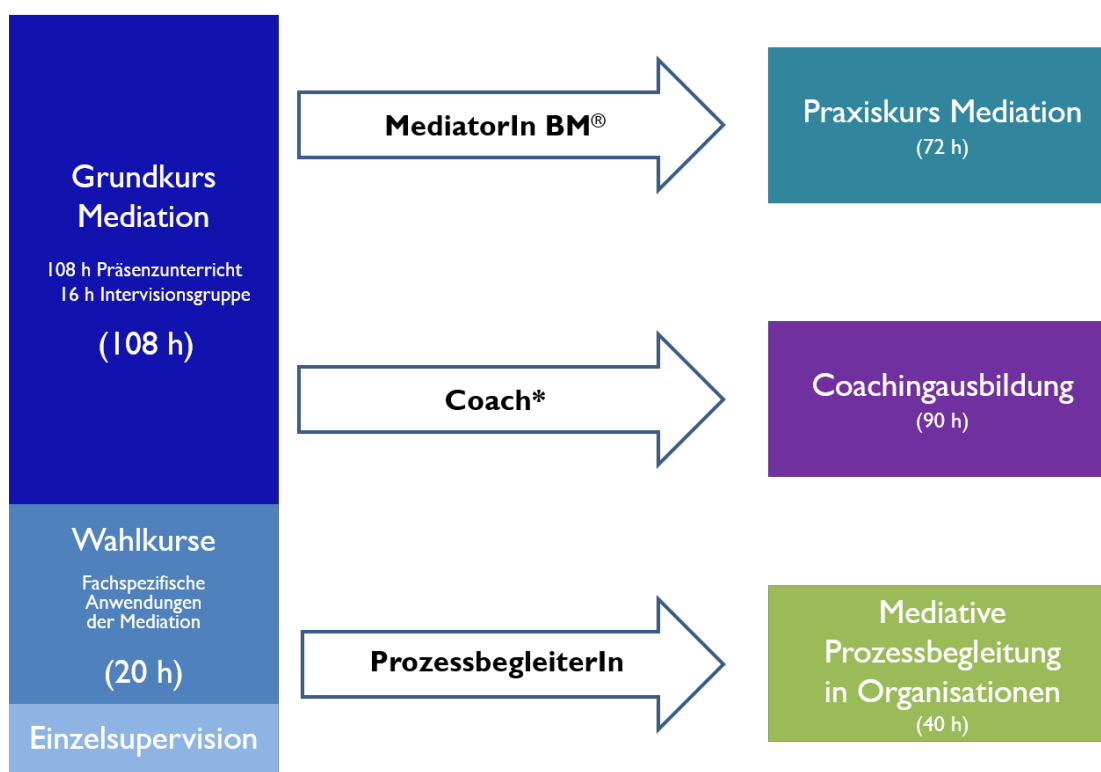 Grundkurs
Mediation
108 h Präsenzunterricht
16 h Intervisionsgruppe
(108 h)
Wahlkurse
Fachspezifische
Anwendungen
der Mediation
(20 h)
Einzelsupervision
MediatorIn BM®
Praxiskurs Mediation
(72 h)
Coach*
Coachingausbildung
(90 h)
ProzessbegleiterIn
Mediative
Prozessbegleitung
in Organisationen
(40 h)